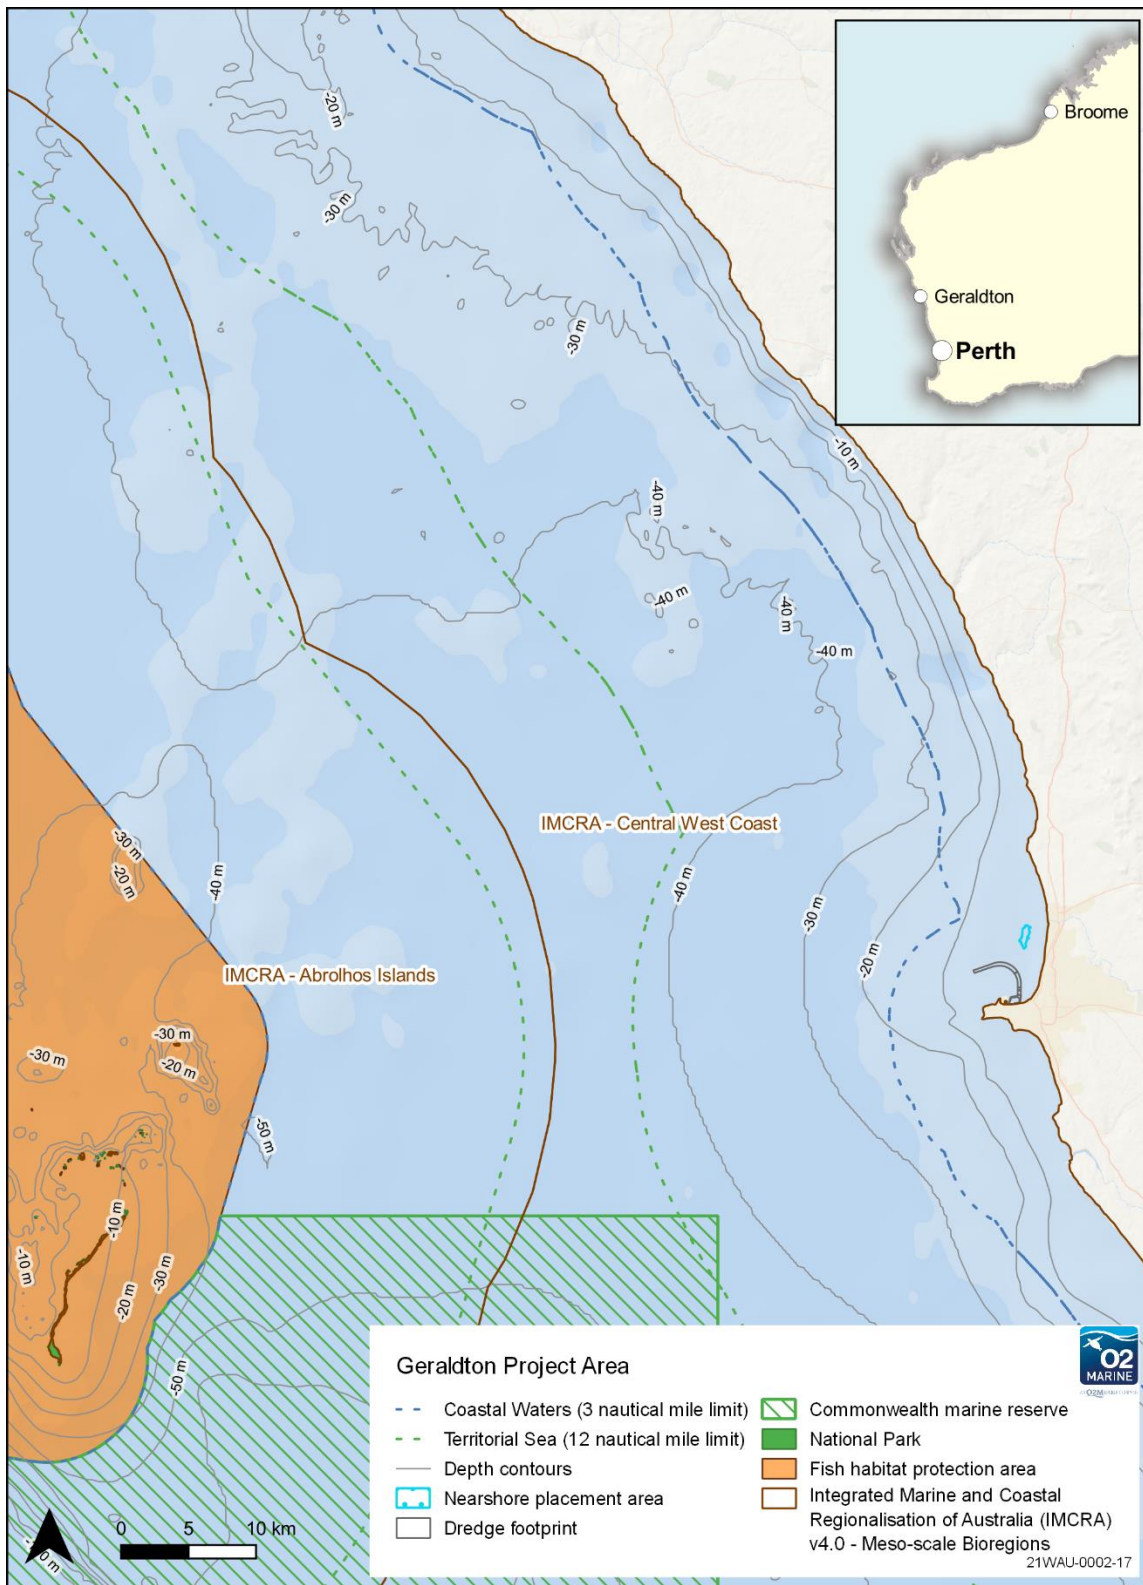 -20 m
-30 m
-30 m
-10 m
-40 m
-40 m
-40 m
-40 m
Broome
Geraldton
Perth
IMCRA - Central West Coast
-30 m
-20 m
-40 m
-40 m
-30 m
-20 m
IMCRA - Abrolhos Islands
-30 m
-20 m
-30 m
-50 m
-10 m
-10 m
-20 m
-30 m
-50 m
Geraldton Project Area
Coastal Waters (3 nautical mile limit)
Territorial Sea (12 nautical mile limit)
Depth contours
Nearshore placement area
Dredge footprint
Commonwealth marine reserve
National Park
Fish habitat protection area
Integrated Marine and Coastal
Regionalisation of Australia (IMCRA)
v4.0 - Meso-scale Bioregions
O2
MARINE
0 5 10 km
21WAU-0002-17